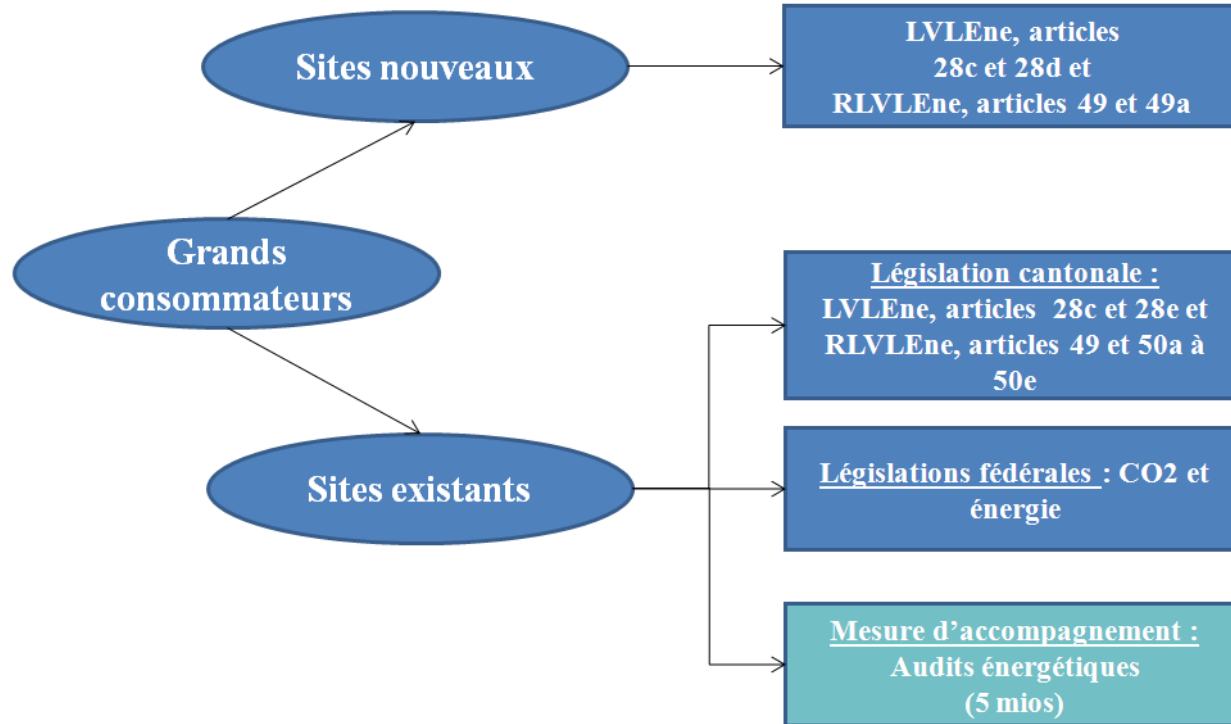 Sites nouveaux
LVLEne, articles
28c et 28d et
RLVLEne, articles 49 et 49a
Grands
consommateurs
Législation cantonale :
LVLEne, articles 28c et 28e et
RLVLEne, articles 49 et 50a à
50e
Sites existants
Législations fédérales : CO2 et
énergie
Mesure d’accompagnement :
Audits énergétiques
(5 mios)